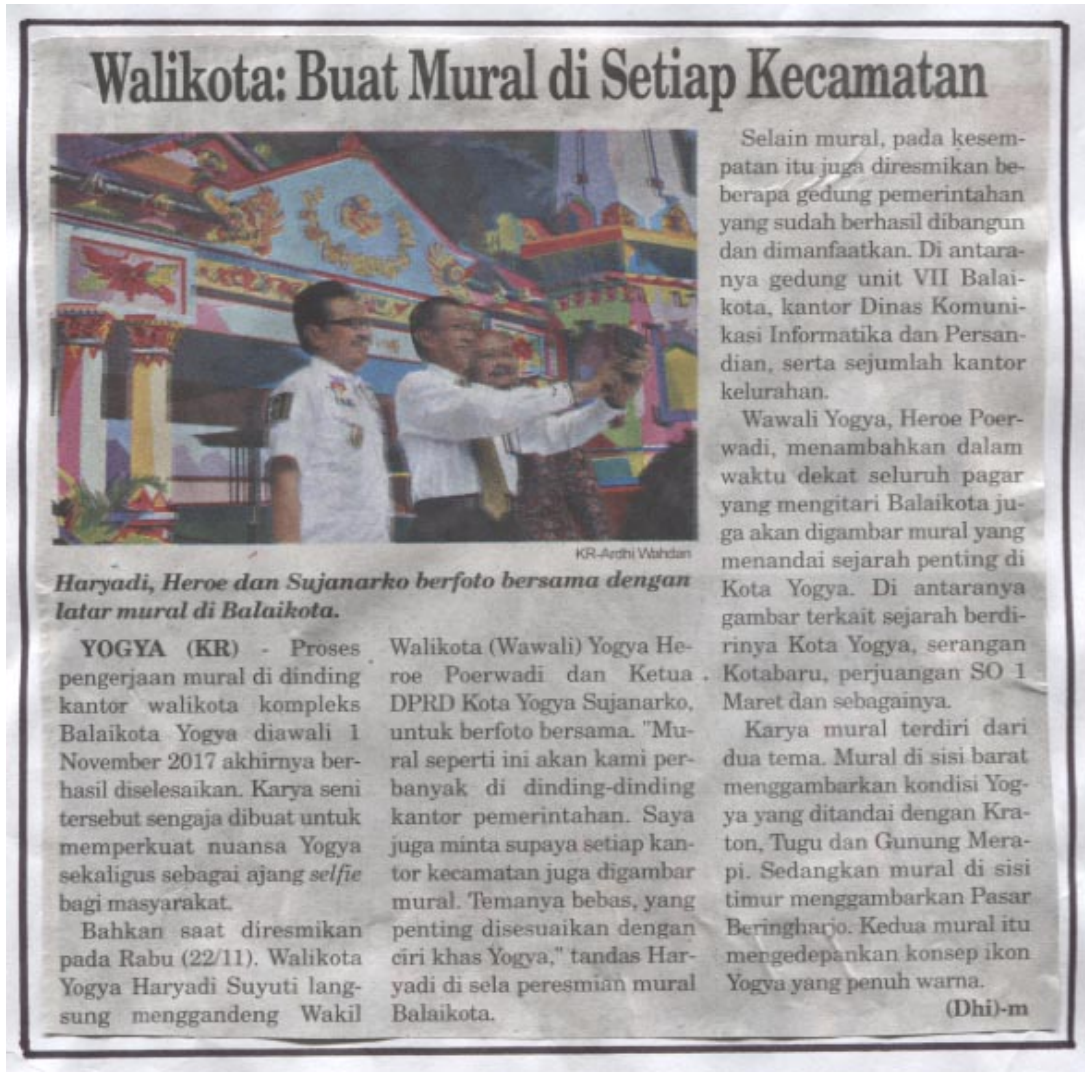 Walikota: Buat Mural di Setiap Kecamatan
KR-Ardhi Wahdan
Haryadi, Heroe dan Sujanarko berfoto bersama dengan
latar mural di Balaikota.
YOGYA (KR) - Proses
pengerjaan mural di dinding
kantor walikota kompleks
Balaikota Yogya diawali 1
November 2017 akhirnya ber-
hasil diselesaikan. Karya seni
tersebut sengaja dibuat untuk
memperkuat nuansa Yogya
sekaligus sebagai ajang selfie
bagi masyarakat.
Bahkan saat diresmikan
pada Rabu (22/11). Walikota
Yogya Haryadi Suyuti lang-
sung menggandeng Wakil
Walikota (Wawali) Yogya He-
roe Poerwadi dan Ketua
DPRD Kota Yogya Sujanarko,
untuk berfoto bersama. "Mu-
ral seperti ini akan kami per-
banyak di dinding-dinding
kantor pemerintahan. Saya
juga minta supaya setiap kan-
tor kecamatan juga digambar
mural. Temanya bebas, yang
penting disesuaikan dengan
ciri khas Yogya," tandas Har-
yadi di sela peresmian mural
Balaikota.
Selain mural, pada kesem-
patan itu juga diresmikan be-
berapa gedung pemerintahan
yang sudah berhasil dibangun
dan dimanfaatkan. Di antara-
nya gedung unit VII Balai-
kota, kantor Dinas Komuni-
kasi Informatika dan Persan-
dian, serta sejumlah kantor
kelurahan.
Wawali Yogya, Heroe Poer-
wadi, menambahkan dalam
waktu dekat seluruh pagar
yang mengitari Balaikota ju-
ga akan digambar mural yang
menandai sejarah penting di
Kota Yogya. Di antaranya
gambar terkait sejarah berdi-
rinya Kota Yogya, serangan
Kotabaru, perjuangan SO 1
Maret dan sebagainya.
Karya mural terdiri dari
dua tema. Mural di sisi barat
menggambarkan kondisi Yog-
ya yang ditandai dengan Kra-
ton, Tugu dan Gunung Mera-
pi. Sedangkan mural di sisi
timur menggambarkan Pasar
Beringharjo. Kedua mural itu
mengedepankan konsep ikon
Yogya yang penuh warna.
(Dhi)-m